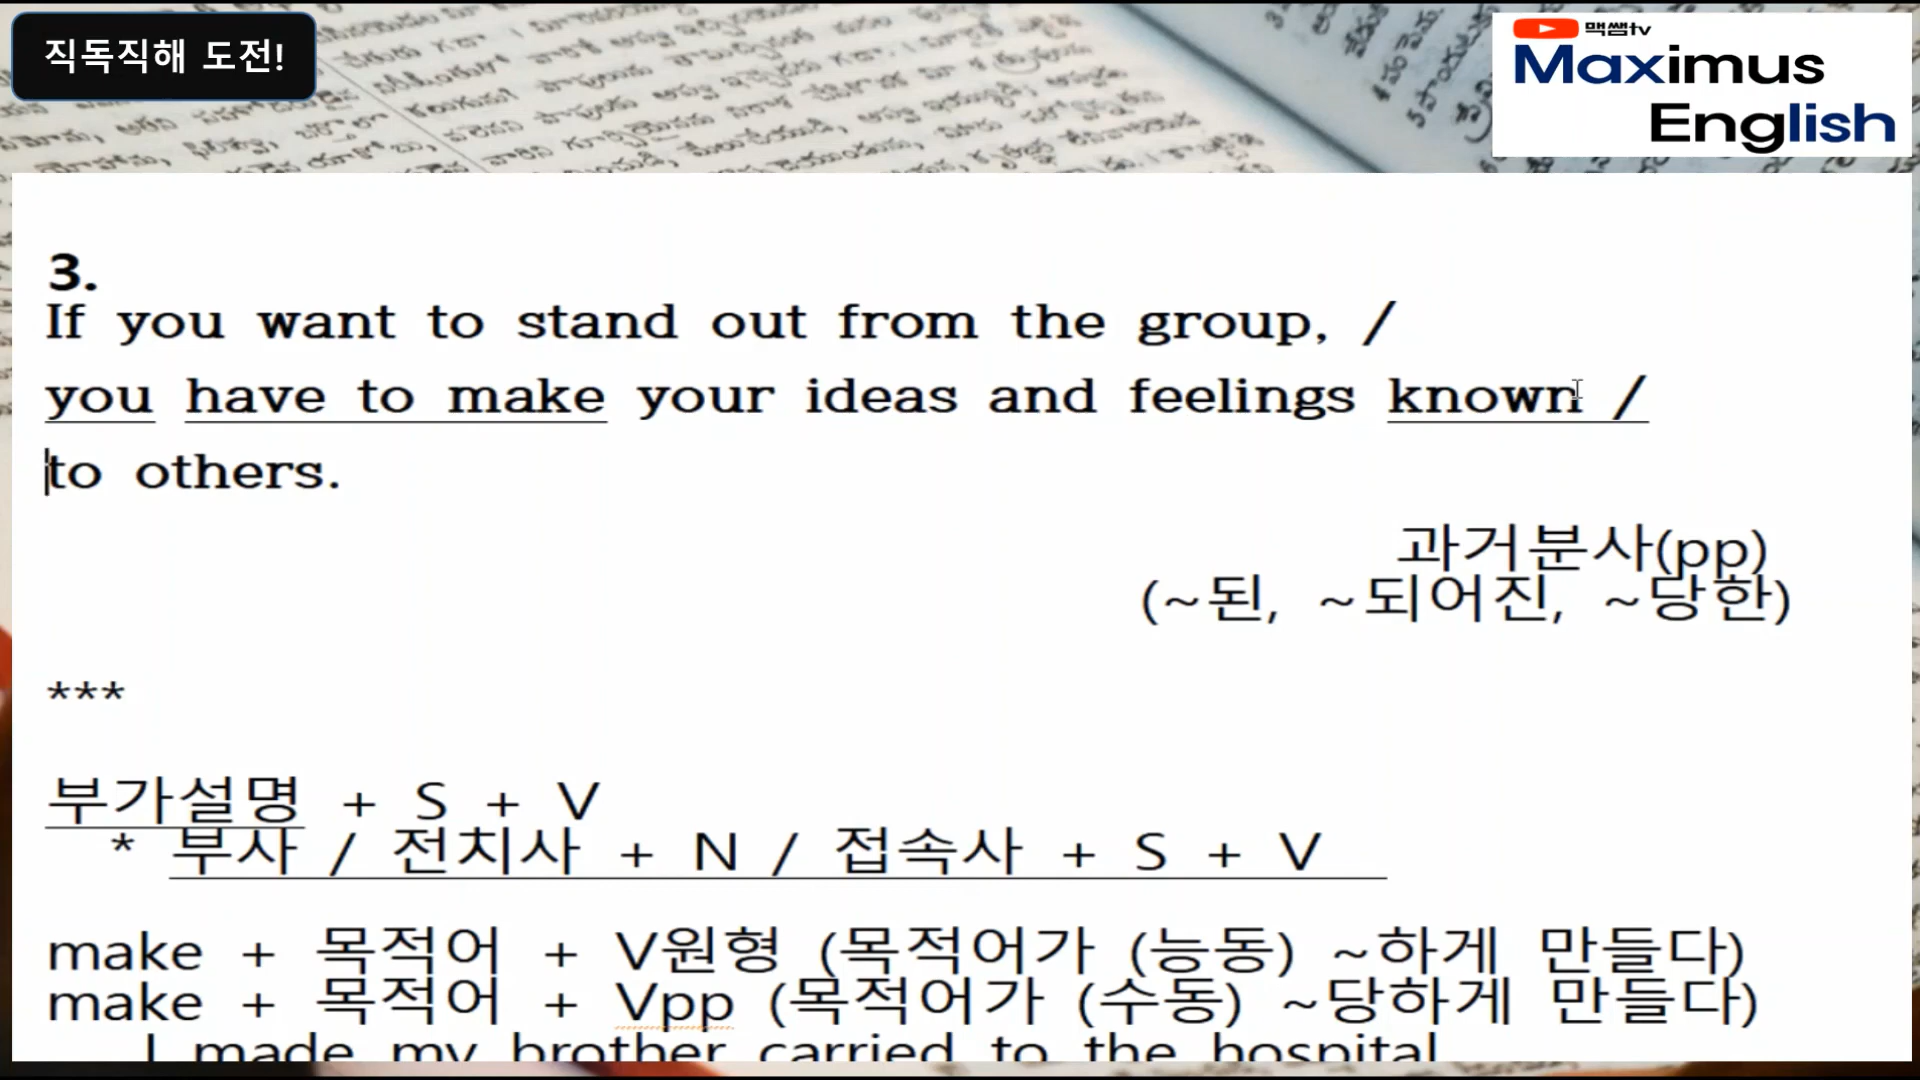 직독직해 도전!
맥쌤tv
Maximus
English
3.
If you want to stand out from the group, /
you have to make your ideas and feelings known /
to others.
과거분사(pp)
(~된, ~되어진, ~당한)
***
부가설명 + S + V
* 부사 / 전치사 + N / 접속사 + S + V
make + 목적어 + V원형 (목적어가 (능동) ~하게 만들다)
make + 목적어 + Vpp (목적어가 (수동) ~당하게 만들다)
I made my brother carried to the hospital